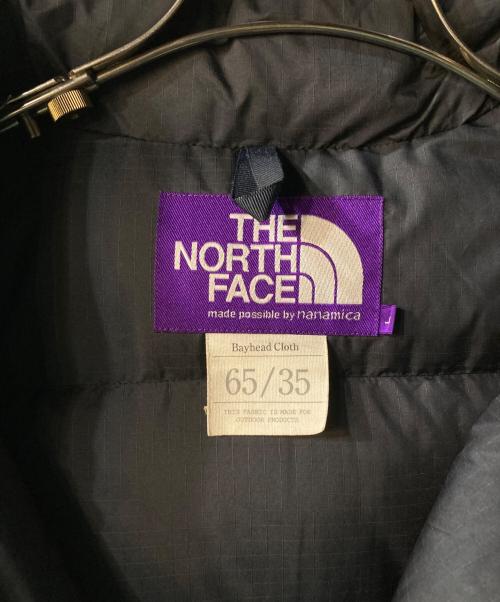 THE
NORTH
FACE
made possible by nanamica
L
Bayhead Cloth
65/35
THIS FABRIC IS MADE FOR
OUTDOOR PRODUCTS